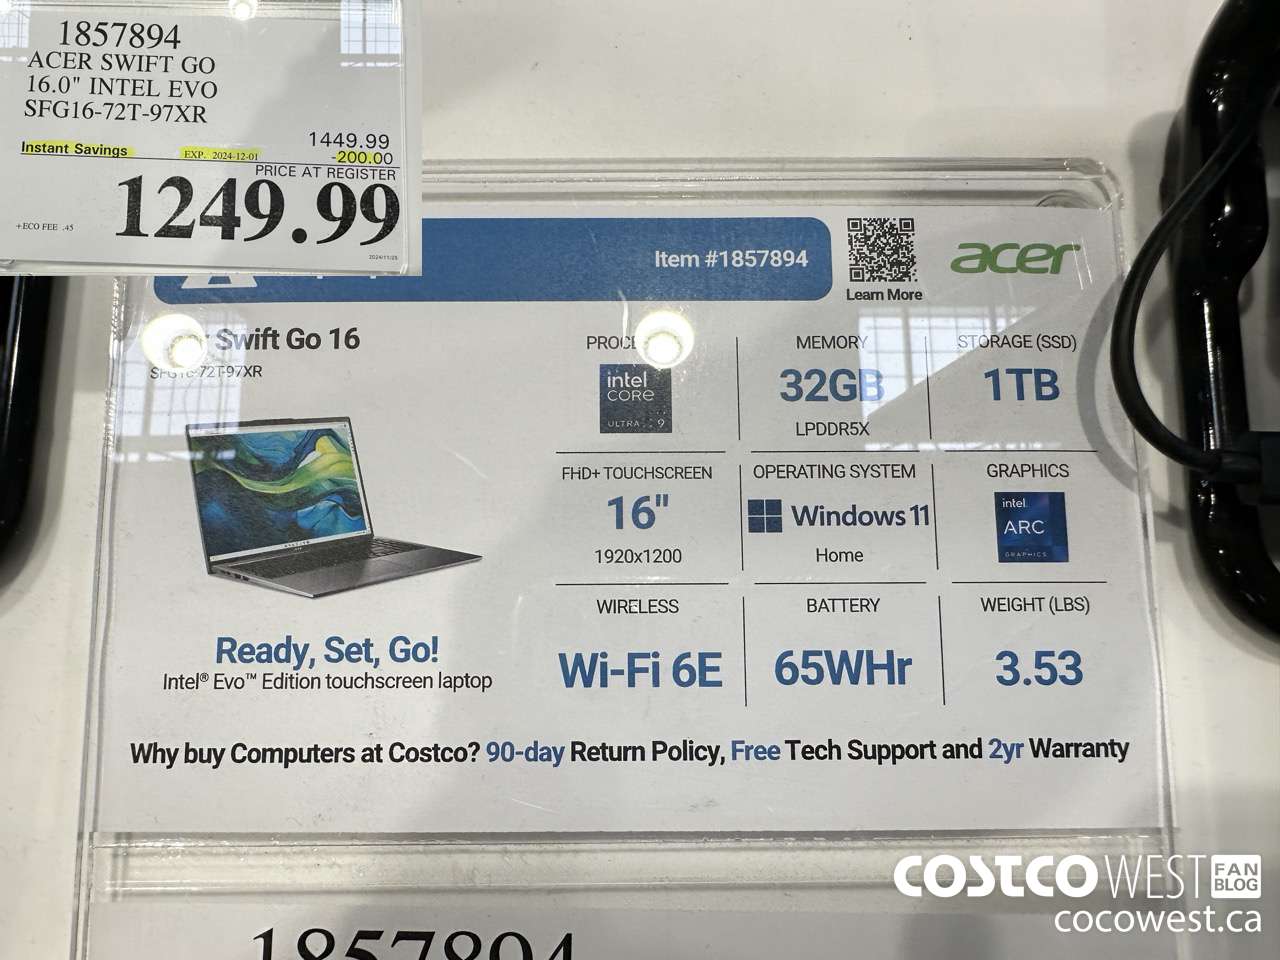 1857894
ACER SWIFT GO
16.0" INTEL EVO
SFG16-72T-97XR
1449.99
Instant Savings EXP. 2024-12-01 -200.00
PRICE AT REGISTER
+ECO FEE .45 1249.99
2024/11/25
Item #1857894
Learn More
acer
Swift Go 16
SFG16-72T-97XR
PROCE
intel
CORE
ULTRA 9
MEMORY
32GB
LPDDR5X
STORAGE (SSD)
1TB
FHD+ TOUCHSCREEN
16"
1920x1200
OPERATING SYSTEM
Windows 11
Home
GRAPHICS
intel
ARC
GRAPHICS
WIRELESS
Wi-Fi 6E
BATTERY
65WHr
WEIGHT (LBS)
3.53
Ready, Set, Go!
Intel® Evo™ Edition touchscreen laptop
Why buy Computers at Costco? 90-day Return Policy, Free Tech Support and 2yr Warranty
1857894
COSTCO WEST FAN BLOG
cocowest.ca